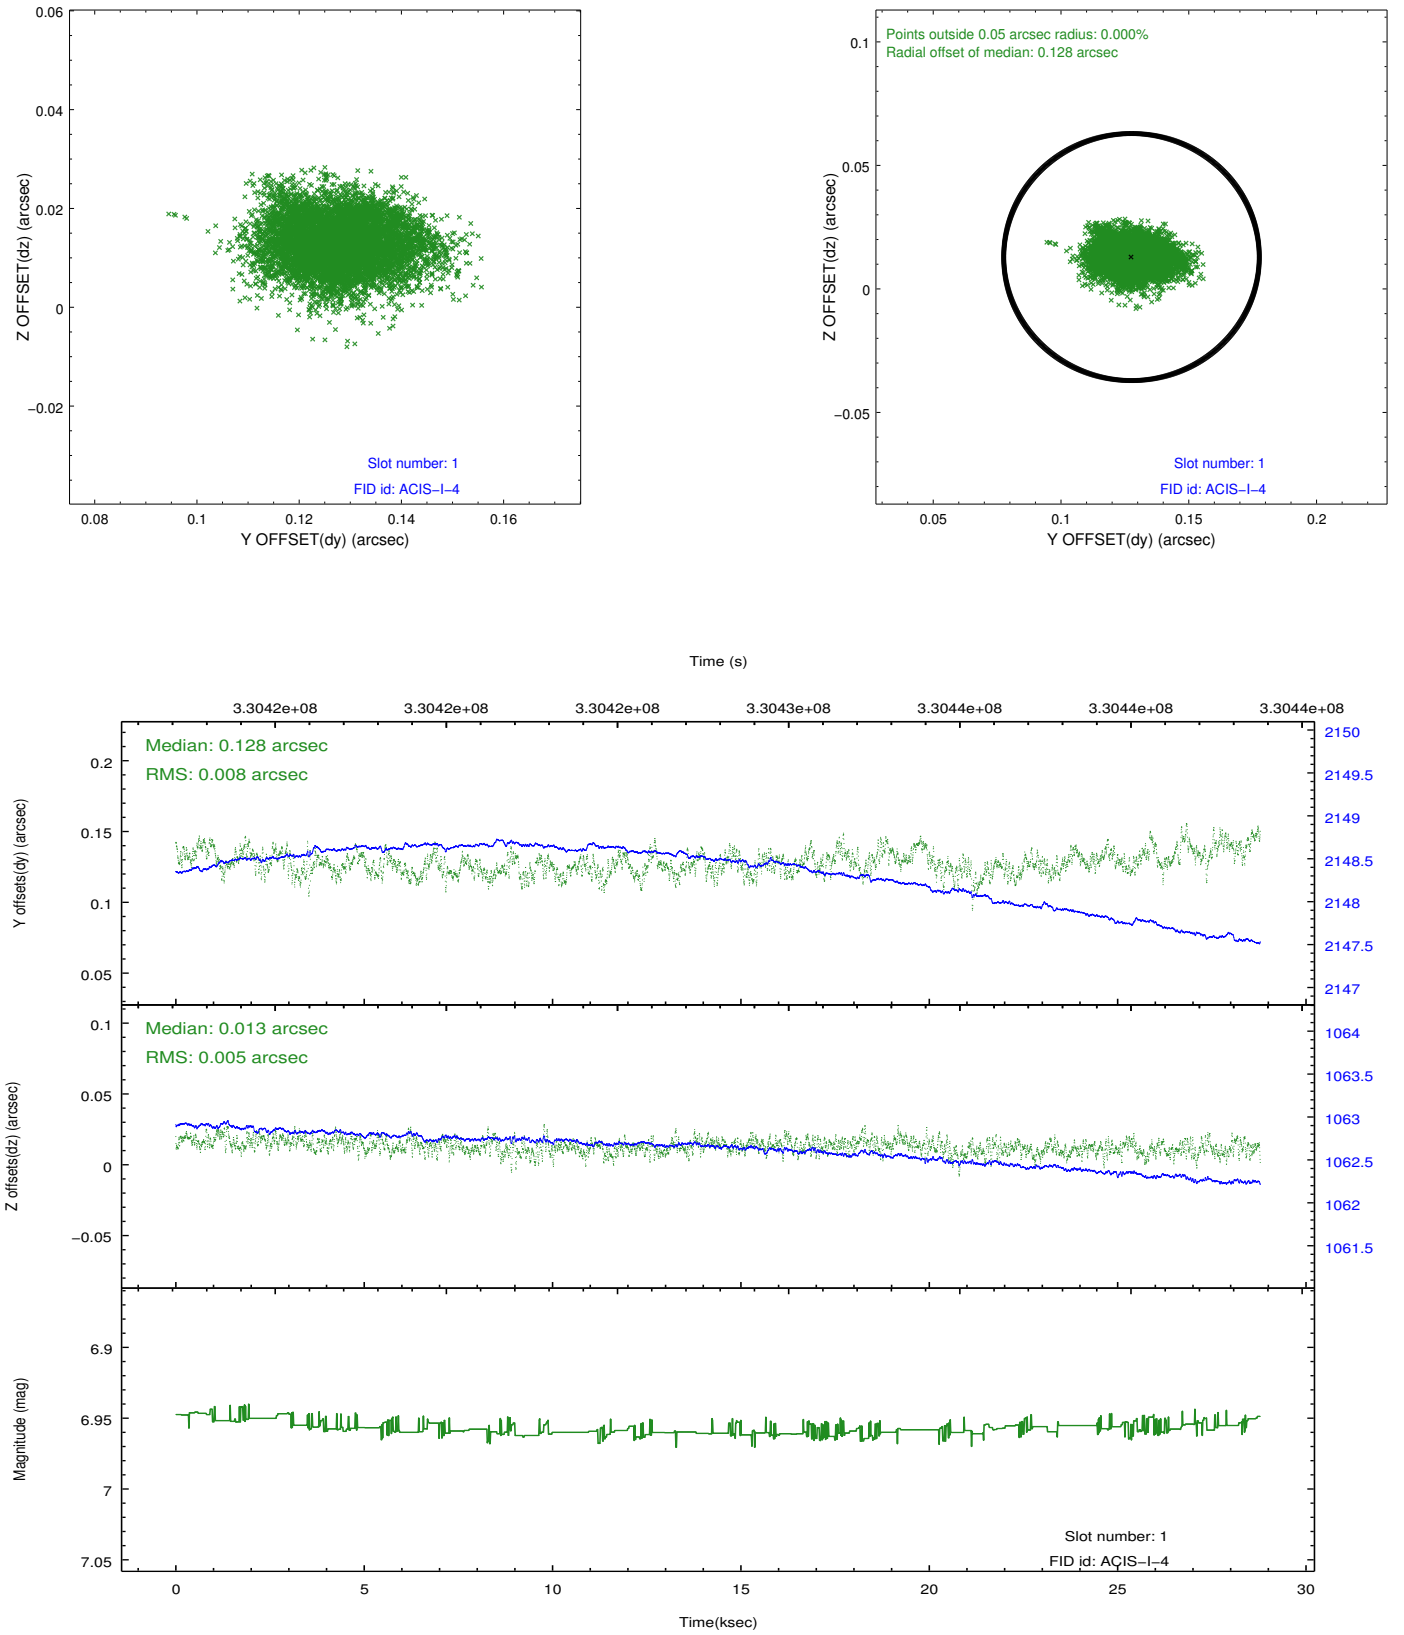 0.06
0.04
0.02
0
−0.02
Z OFFSET(dz) (arcsec)
Slot number: 1
FID id: ACIS−I−4
0.08 0.1 0.12 0.14 0.16
Y OFFSET(dy) (arcsec)
Points outside 0.05 arcsec radius: 0.000%
Radial offset of median: 0.128 arcsec
0.1
0.05
0
−0.05
Z OFFSET(dz) (arcsec)
Slot number: 1
FID id: ACIS−I−4
0.05 0.1 0.15 0.2
Y OFFSET(dy) (arcsec)
Time (s)
3.3042e+08 3.3042e+08 3.3042e+08 3.3043e+08 3.3044e+08 3.3044e+08 3.3044e+08
Median: 0.128 arcsec
RMS: 0.008 arcsec
0.2
0.15
0.1
0.05
Y offsets(dy) (arcsec)
2150
2149.5
2149
2148.5
2148
2147.5
2147
Median: 0.013 arcsec
RMS: 0.005 arcsec
0.1
0.05
0
−0.05
Z offsets(dz) (arcsec)
1064
1063.5
1063
1062.5
1062
1061.5
6.9
6.95
7
7.05
Magnitude (mag)
Slot number: 1
FID id: ACIS−I−4
0 5 10 15 20 25 30
Time(ksec)